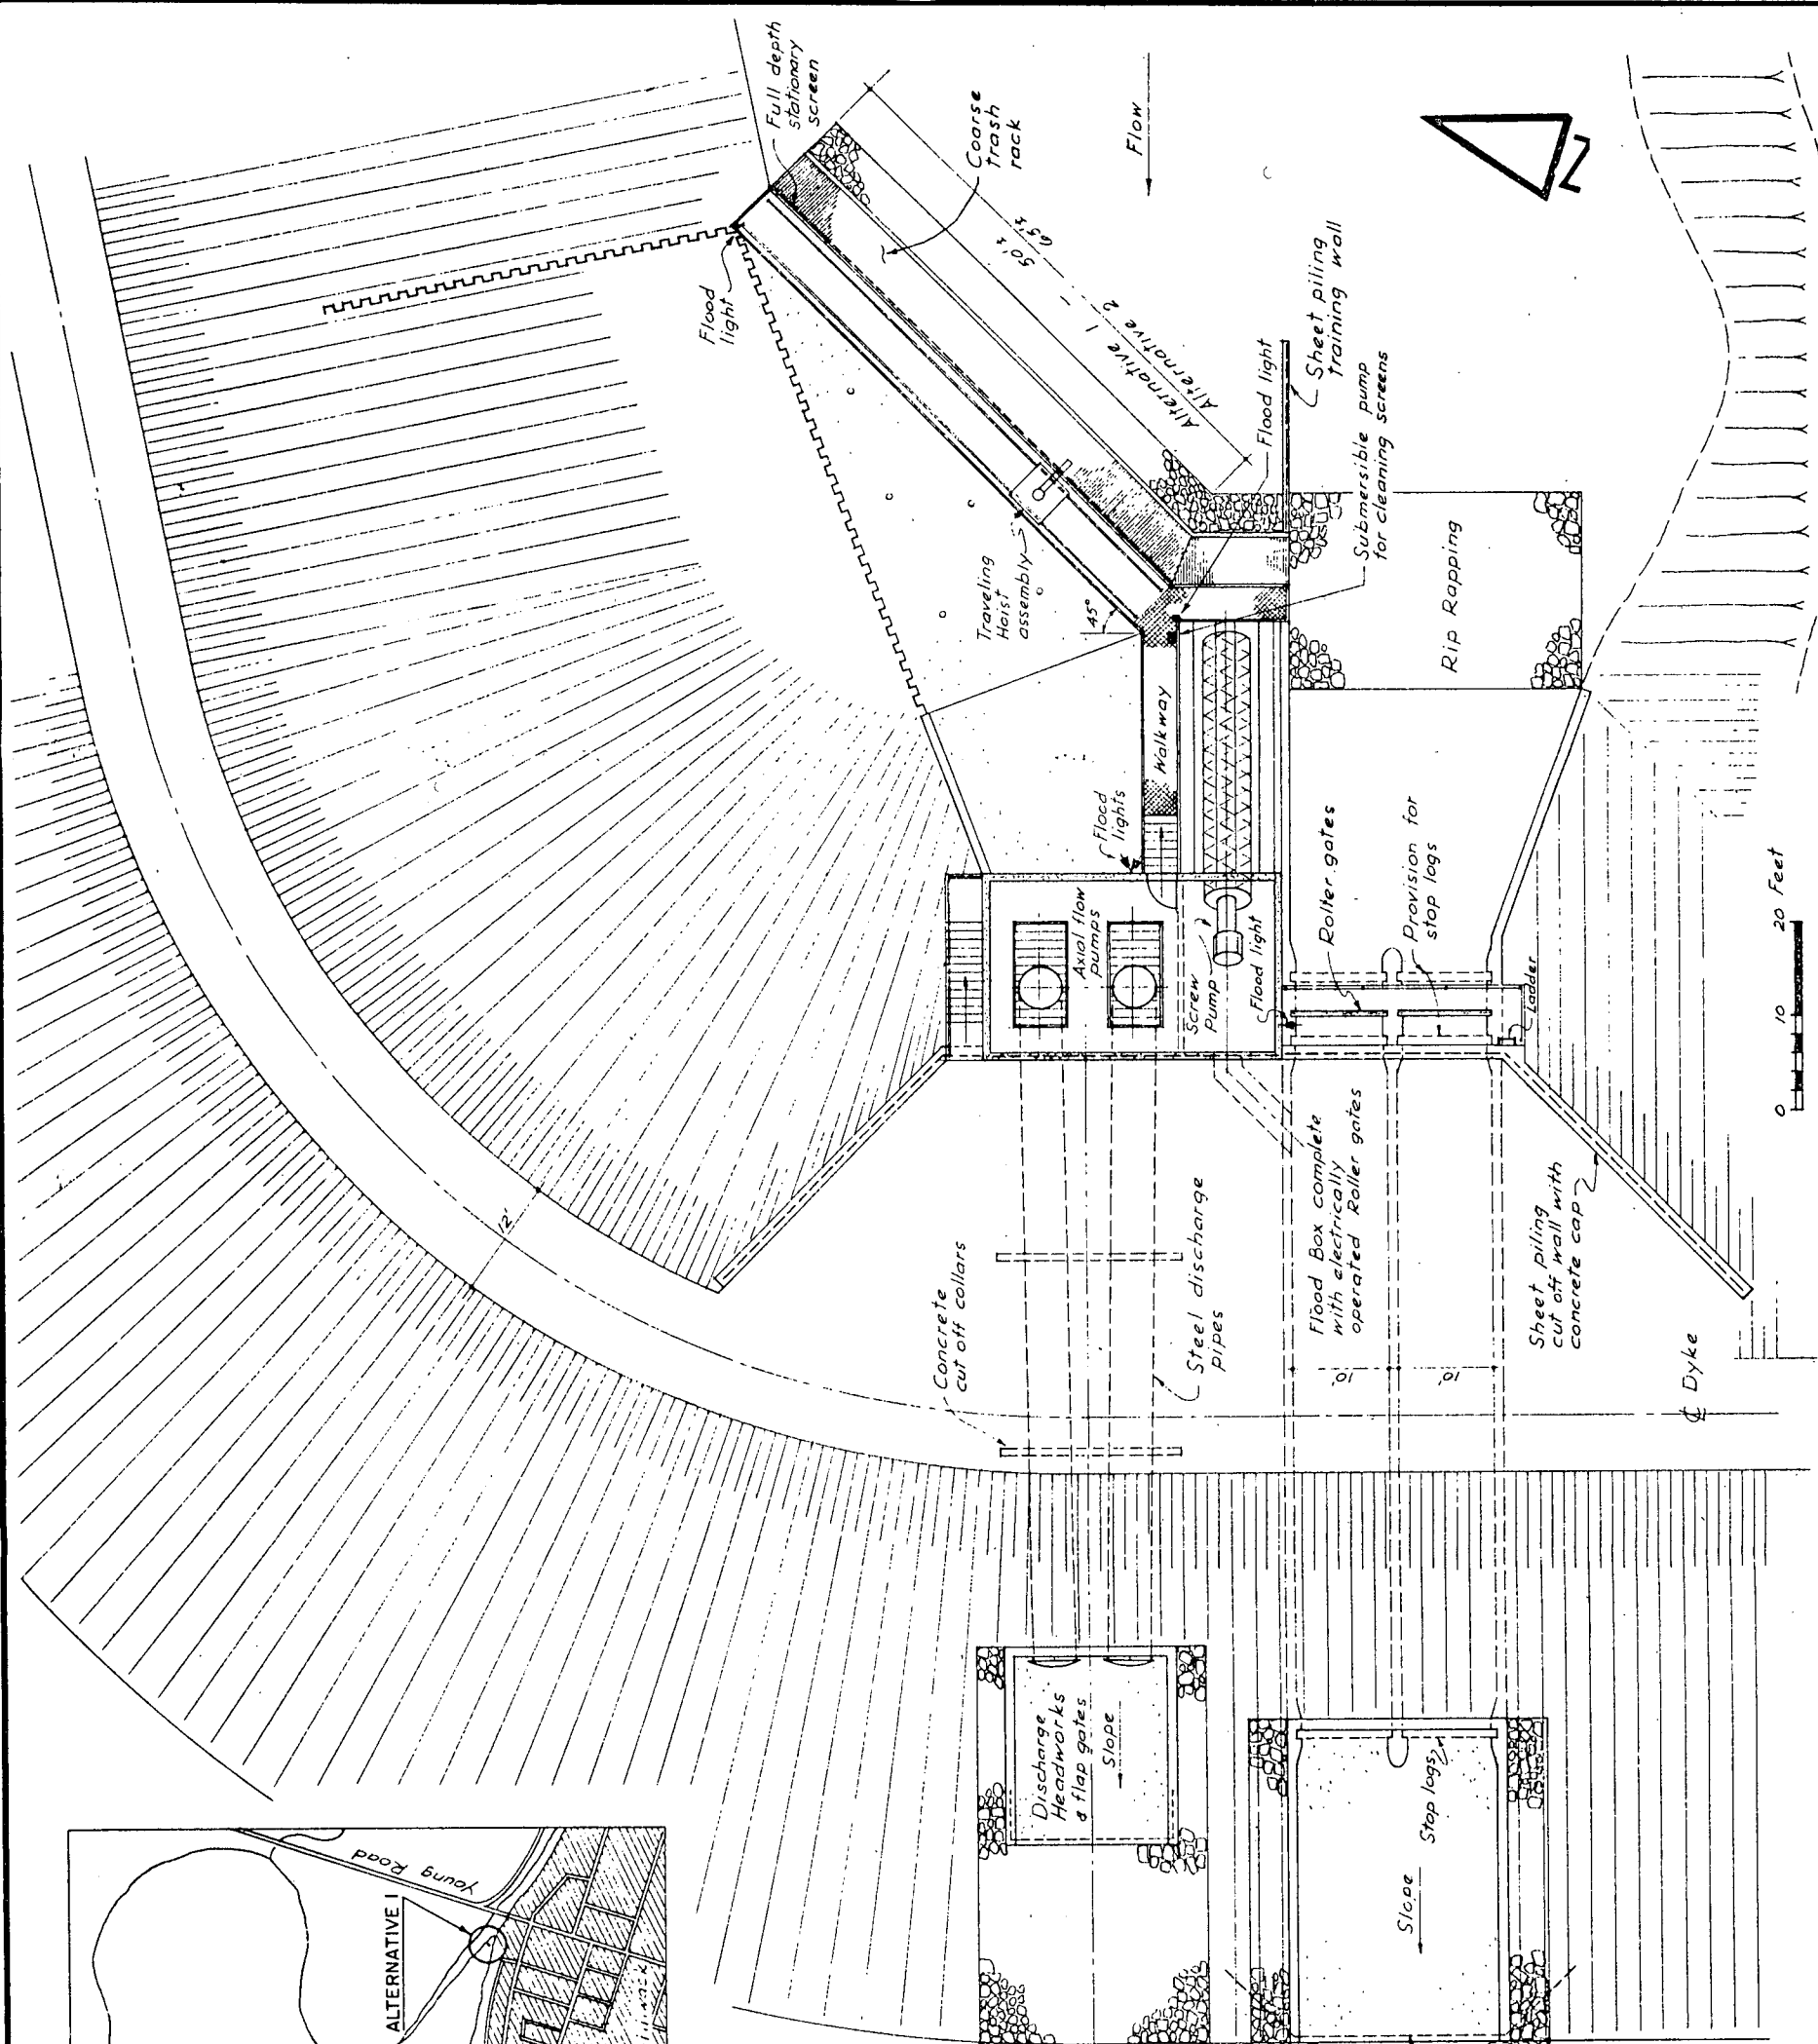 Full depth
stationary
screen
Coarse
trash
rack
Flow
Flood
light
50'±
65'±
Alternative 1 -
Alternative 2
Sheet piling
training wall
Flood light
Submersible pump
for cleaning screens
Traveling
Hoist
assembly
45°
Rip Rapping
Walkway
Flood
lights
Axial flow
pumps
Screw
Pump
Flood light
Roller gates
Provision for
stop logs
Ladder
20 Feet
10
0
12'
Concrete
cut off collars
Steel discharge
pipes
Flood Box complete
with electrically
operated Roller gates
10'
10'
Sheet piling
cut off wall with
concrete cap
℄ Dyke
Discharge
Headworks
& flap gates
Slope
Slope
Stop logs
Young Road
ALTERNATIVE 1
N